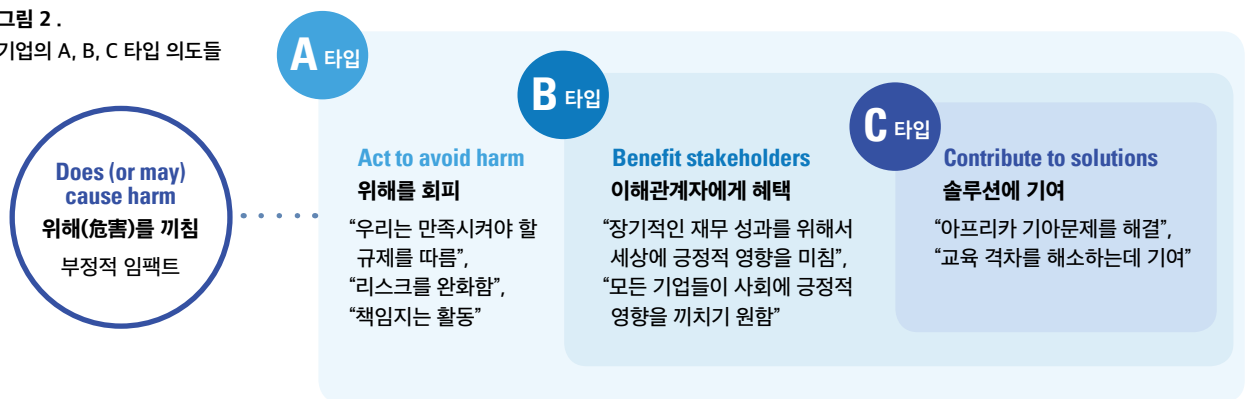 그림 2 .
기업의 A, B, C 타입 의도들
Does (or may)
cause harm
위해(危害)를 끼침
부정적 임팩트
A 타입
Act to avoid harm
위해를 회피
“우리는 만족시켜야 할
규제를 따름”,
“리스크를 완화함”,
“책임지는 활동”
B 타입
Benefit stakeholders
이해관계자에게 혜택
“장기적인 재무 성과를 위해서
세상에 긍정적 영향을 미침”,
“모든 기업들이 사회에 긍정적
영향을 끼치기 원함”
C 타입
Contribute to solutions
솔루션에 기여
“아프리카 기아문제를 해결”,
“교육 격차를 해소하는데 기여”